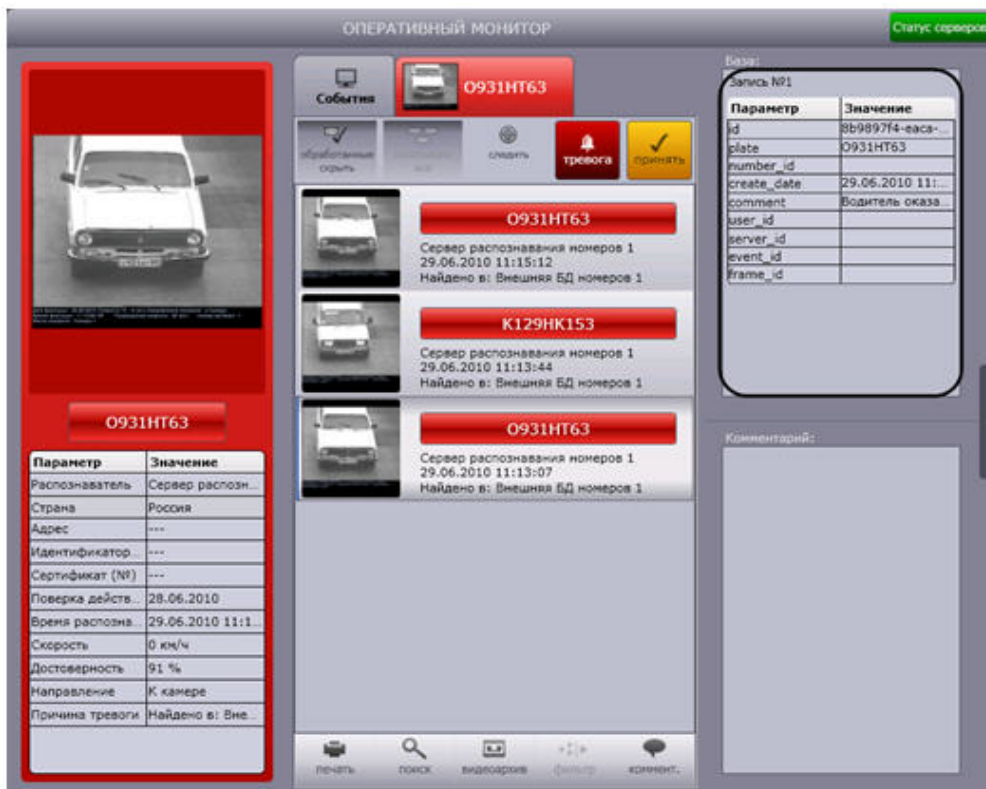 ОПЕРАТИВНЫЙ МОНИТОР
Статус серверов
О931НТ63
Параметр Значение
Распознаватель Сервер распозн...
Страна Россия
Адрес ---
Идентификатор... ---
Сертификат (№) ---
Поверка действ... 28.06.2010
Время распозна... 29.06.2010 11:1...
Скорость 0 км/ч
Достоверность 91 %
Направление К камере
Причина тревоги Найдено в: Вне...
События
О931НТ63
обработанные скрыть
следить
тревога
принять
О931НТ63
Сервер распознавания номеров 1
29.06.2010 11:15:12
Найдено в: Внешняя БД номеров 1
К129НК153
Сервер распознавания номеров 1
29.06.2010 11:13:44
Найдено в: Внешняя БД номеров 1
О931НТ63
Сервер распознавания номеров 1
29.06.2010 11:13:07
Найдено в: Внешняя БД номеров 1
печать
поиск
видеоархив
фильтр
коммент.
База:
Запись №1
Параметр Значение
id 8b9897f4-eaca-...
plate О931НТ63
number_id
create_date 29.06.2010 11:...
comment Водитель оказа...
user_id
server_id
event_id
frame_id
Комментарий: